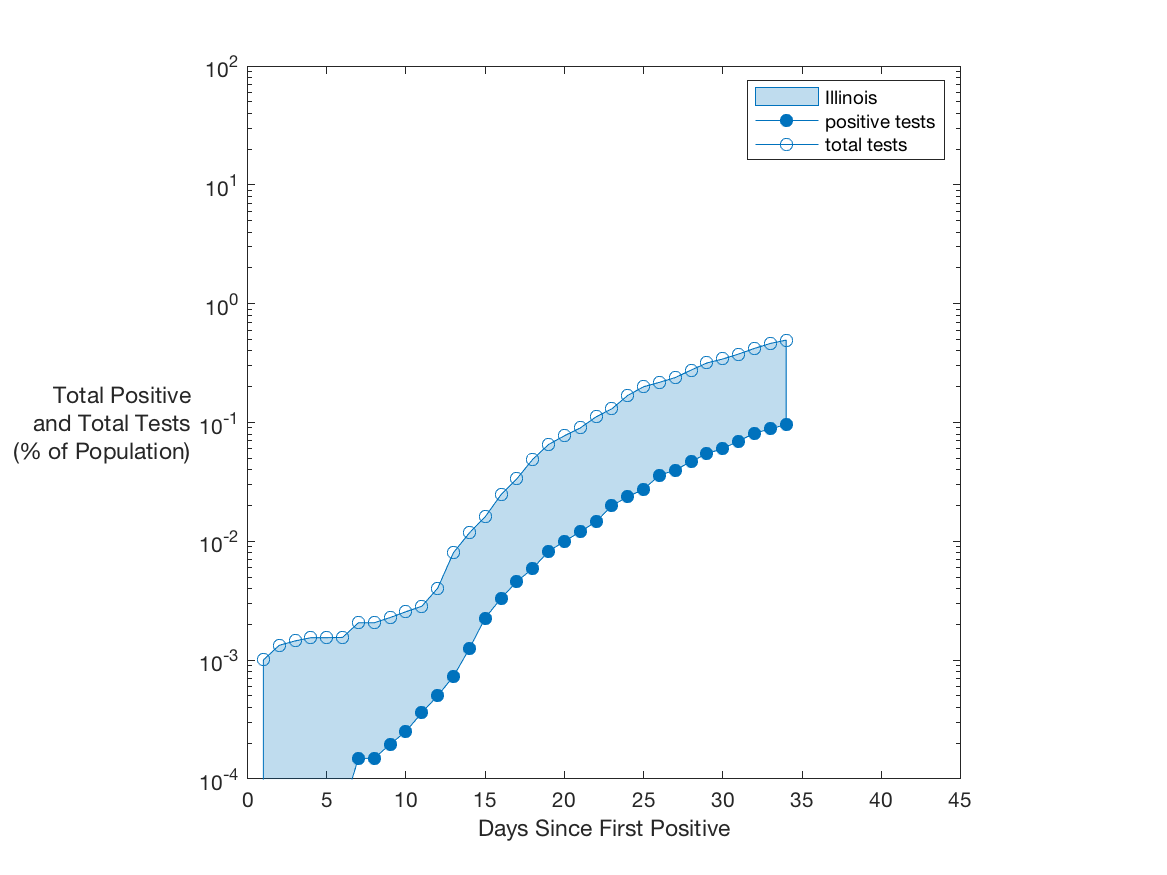 10^2
10^1
10^0
10^-1
10^-2
10^-3
10^-4
Total Positive
and Total Tests
(% of Population)
Illinois
positive tests
total tests
0 5 10 15 20 25 30 35 40 45
Days Since First Positive